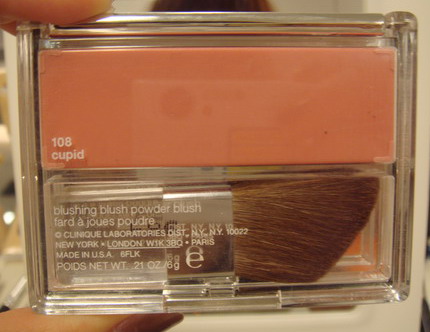 108
cupid
blushing blush powder blush
fard à joues poudre
© CLINIQUE LABORATORIES DIST., N.Y., N.Y. 10022
NEW YORK • LONDON W1K 3BQ • PARIS
MADE IN U.S.A. 6FLK
POIDS NET WT. .21 OZ/6g ℮